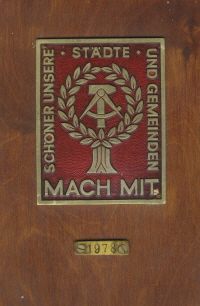 SCHÖNER UNSERE
· STÄDTE ·
UND GEMEINDEN
MACH MIT
1978